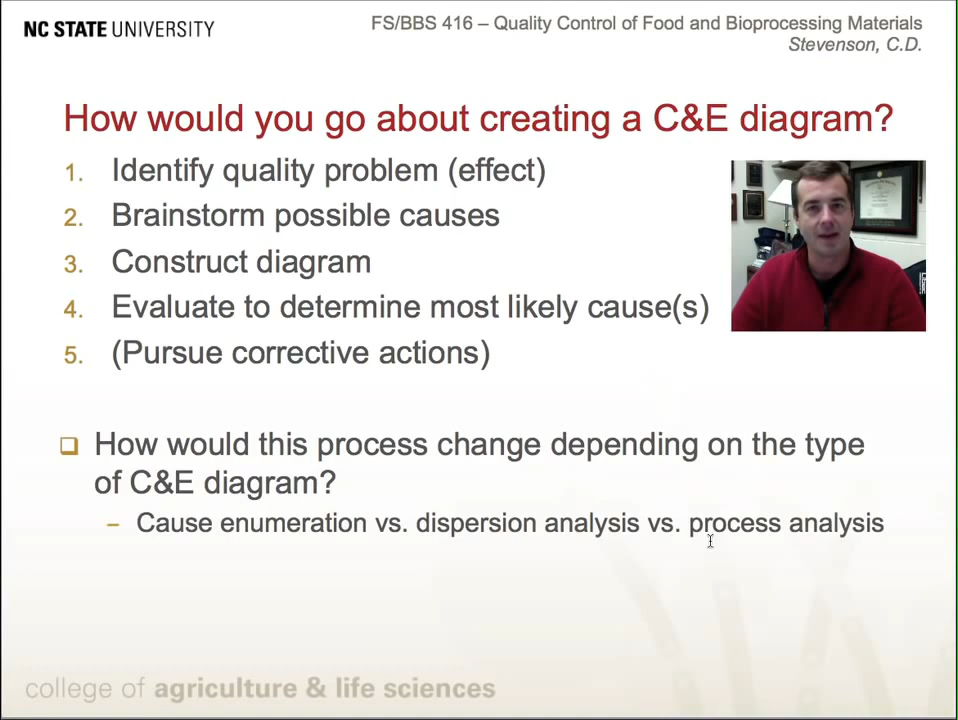 NC STATE UNIVERSITY
FS/BBS 416 – Quality Control of Food and Bioprocessing Materials
Stevenson, C.D.
How would you go about creating a C&E diagram?
1. Identify quality problem (effect)
2. Brainstorm possible causes
3. Construct diagram
4. Evaluate to determine most likely cause(s)
5. (Pursue corrective actions)
❑ How would this process change depending on the type
of C&E diagram?
– Cause enumeration vs. dispersion analysis vs. process analysis
college of agriculture & life sciences